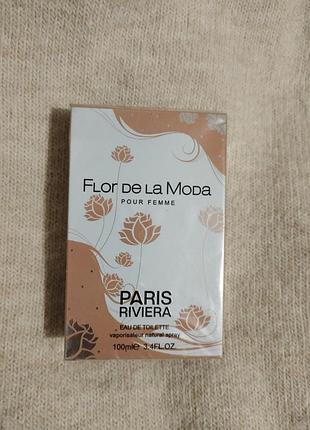 FLOR DE LA MODA
POUR FEMME
PARIS
RIVIERA
EAU DE TOILETTE
vaporisateur natural spray
100ml℮ 3.4FL.OZ.